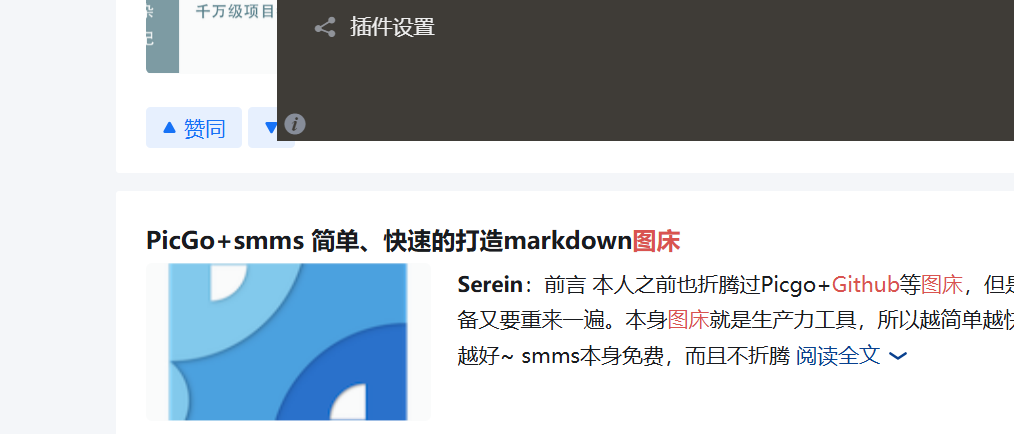 千万级项目
记
插件设置
赞同
PicGo+smms 简单、快速的打造markdown图床
Serein：前言 本人之前也折腾过Picgo+Github等图床，但是
备又要重来一遍。本身图床就是生产力工具，所以越简单越快
越好~ smms本身免费，而且不折腾 阅读全文